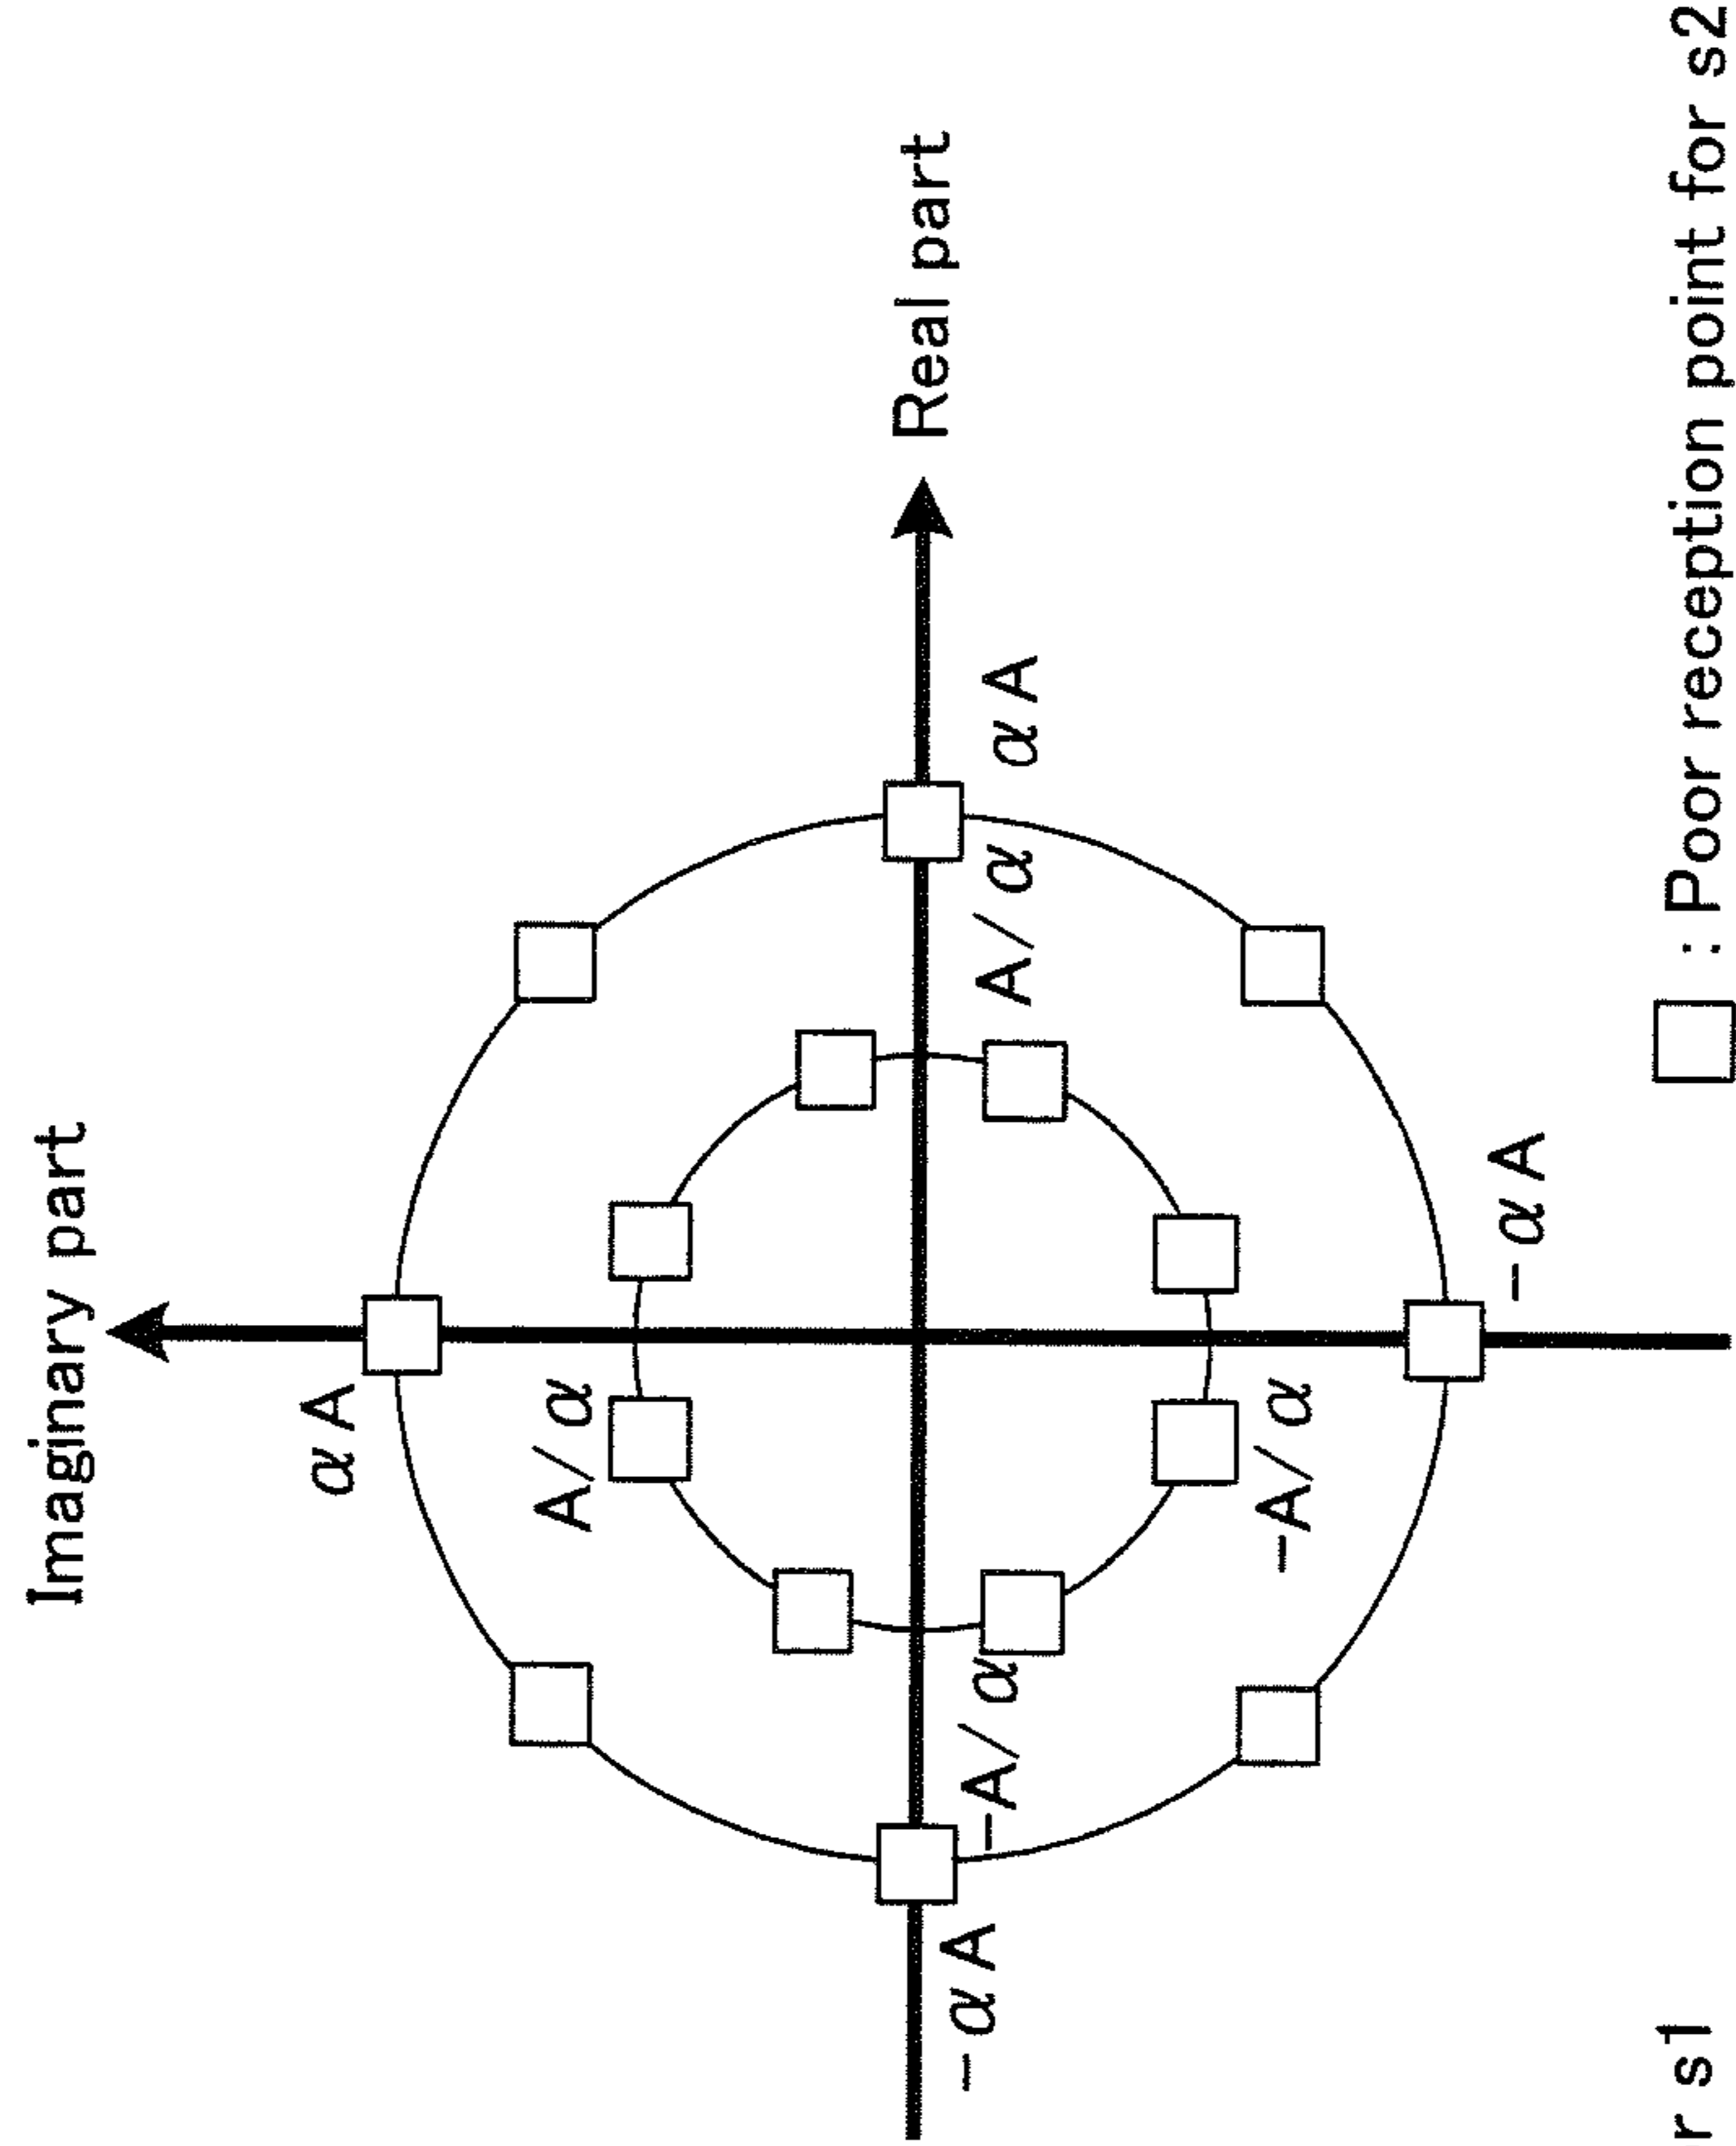 Imaginary part
αA
A/α
Real part
-αA
-A/α
A/α
αA
-A/α
-αA
r s1
: Poor reception point for s2